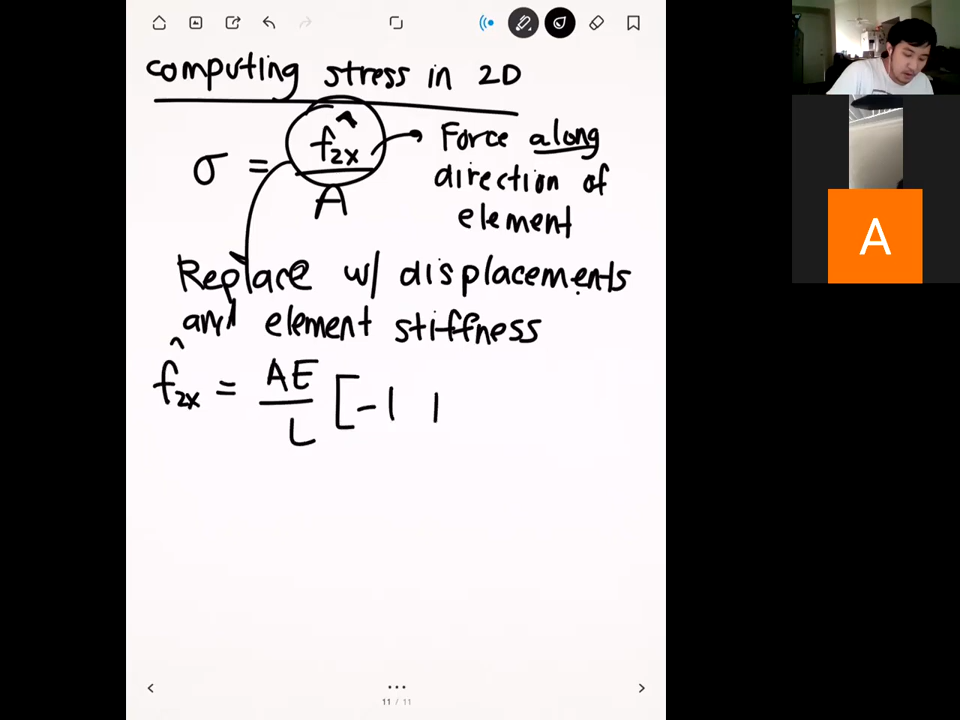 computing stress in 2D
σ = f̂2x / A → Force along
direction of
element
Replace w/ displacements
and element stiffness
f̂2x = AE / L [-1 1
A
11 / 11